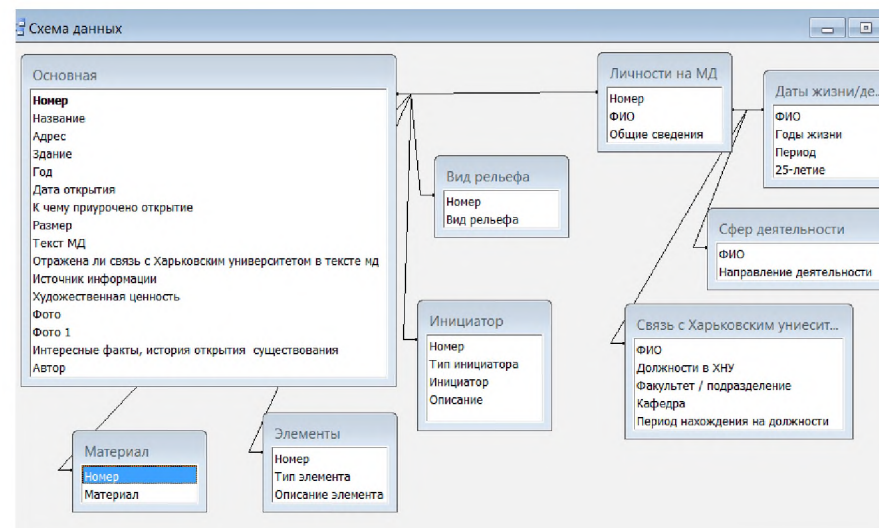 Схема данных
Основная
Номер
Название
Адрес
Здание
Год
Дата открытия
К чему приурочено открытие
Размер
Текст МД
Отражена ли связь с Харьковским университетом в тексте мд
Источник информации
Художественная ценность
Фото
Фото 1
Интересные факты, история открытия существования
Автор
Вид рельефа
Номер
Вид рельефа
Личности на МД
Номер
ФИО
Общие сведения
Даты жизни/де...
ФИО
Годы жизни
Период
25-летие
Сфер деятельности
ФИО
Направление деятельности
Инициатор
Номер
Тип инициатора
Инициатор
Описание
Связь с Харьковским униесит...
ФИО
Должности в ХНУ
Факультет / подразделение
Кафедра
Период нахождения на должности
Материал
Номер
Материал
Элементы
Номер
Тип элемента
Описание элемента